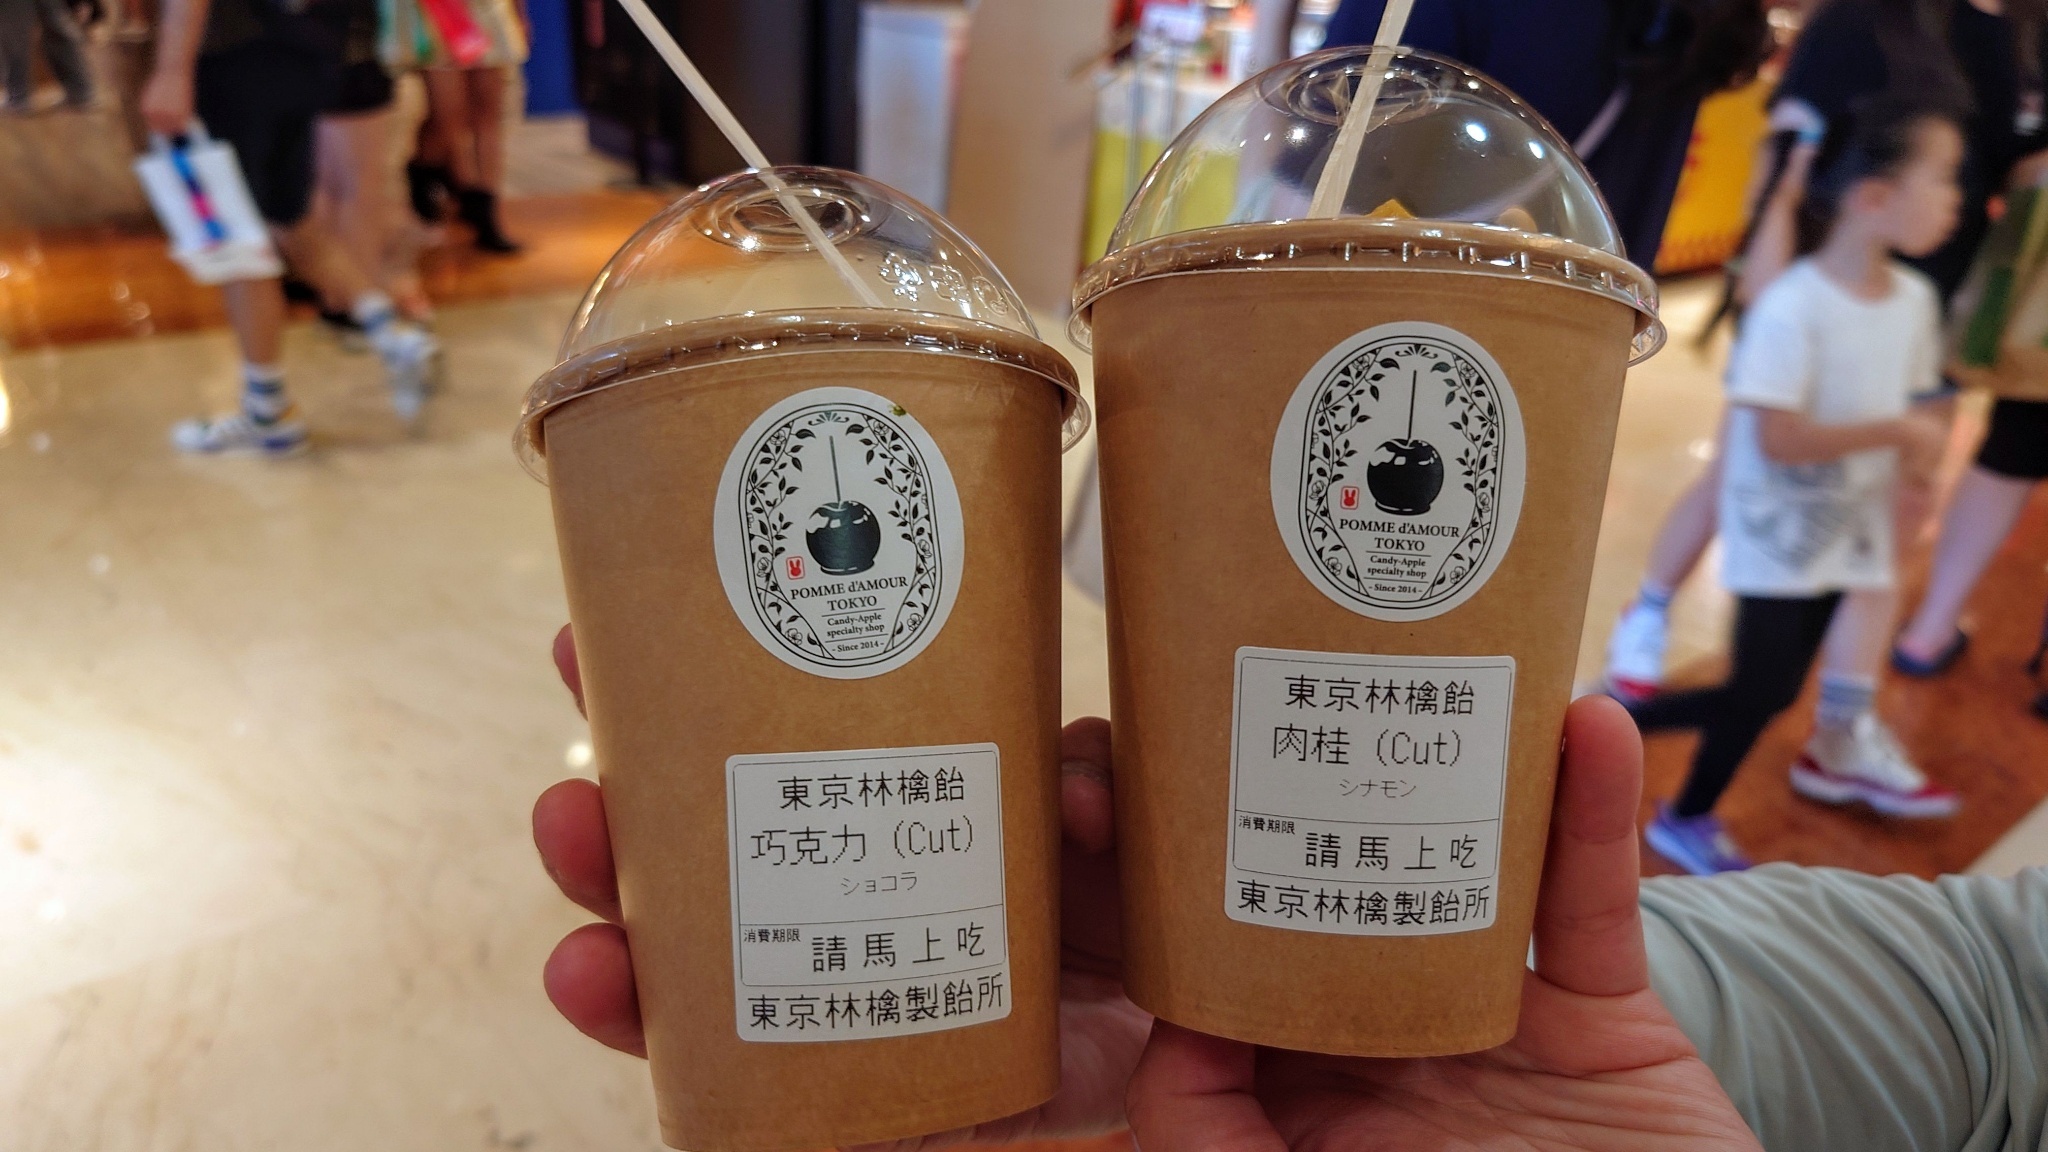 POMME d'AMOUR
TOKYO
Candy-Apple
specialty shop
- Since 2014 -
東京林檎飴
巧克力 (Cut)
ショコラ
消費期限
請馬上吃
東京林檎製飴所
POMME d'AMOUR
TOKYO
Candy-Apple
specialty shop
- Since 2014 -
東京林檎飴
肉桂 (Cut)
シナモン
消費期限
請馬上吃
東京林檎製飴所